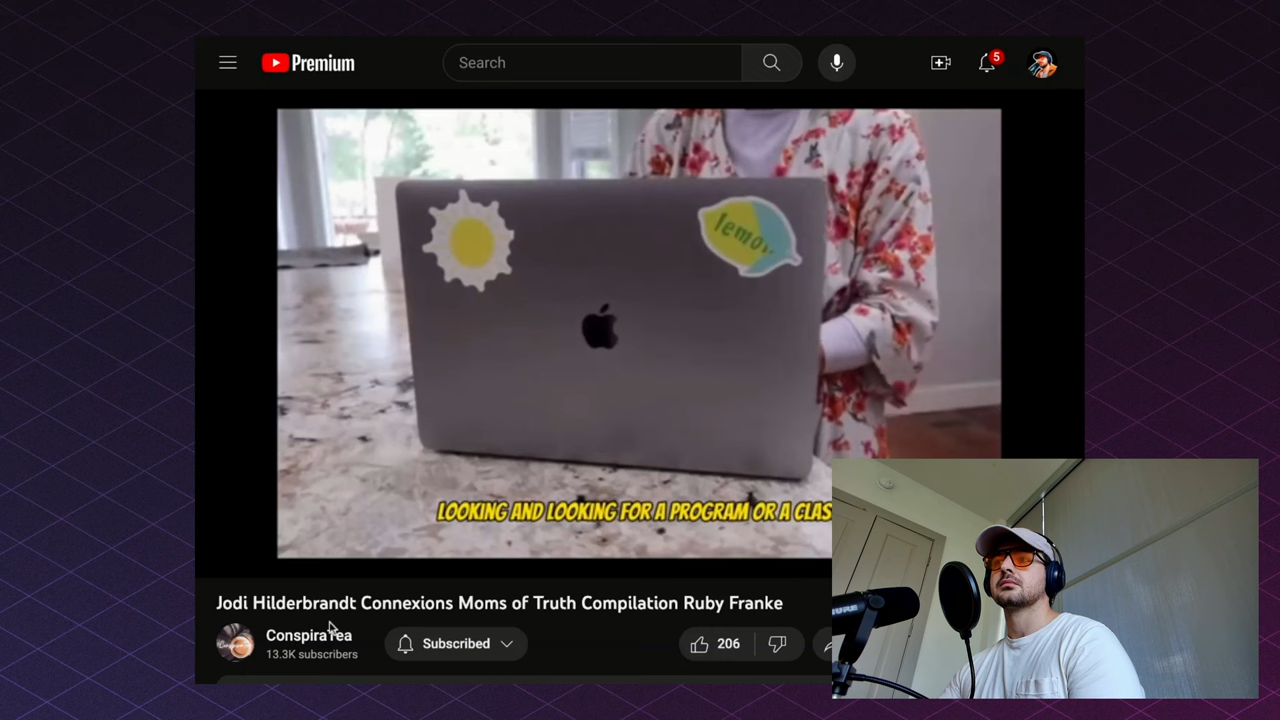 Premium
Search
5
lemon
LOOKING AND LOOKING FOR A PROGRAM OR A CLAS
Jodi Hilderbrandt Connexions Moms of Truth Compilation Ruby Franke
ConspiraTea
13.3K subscribers
Subscribed
206